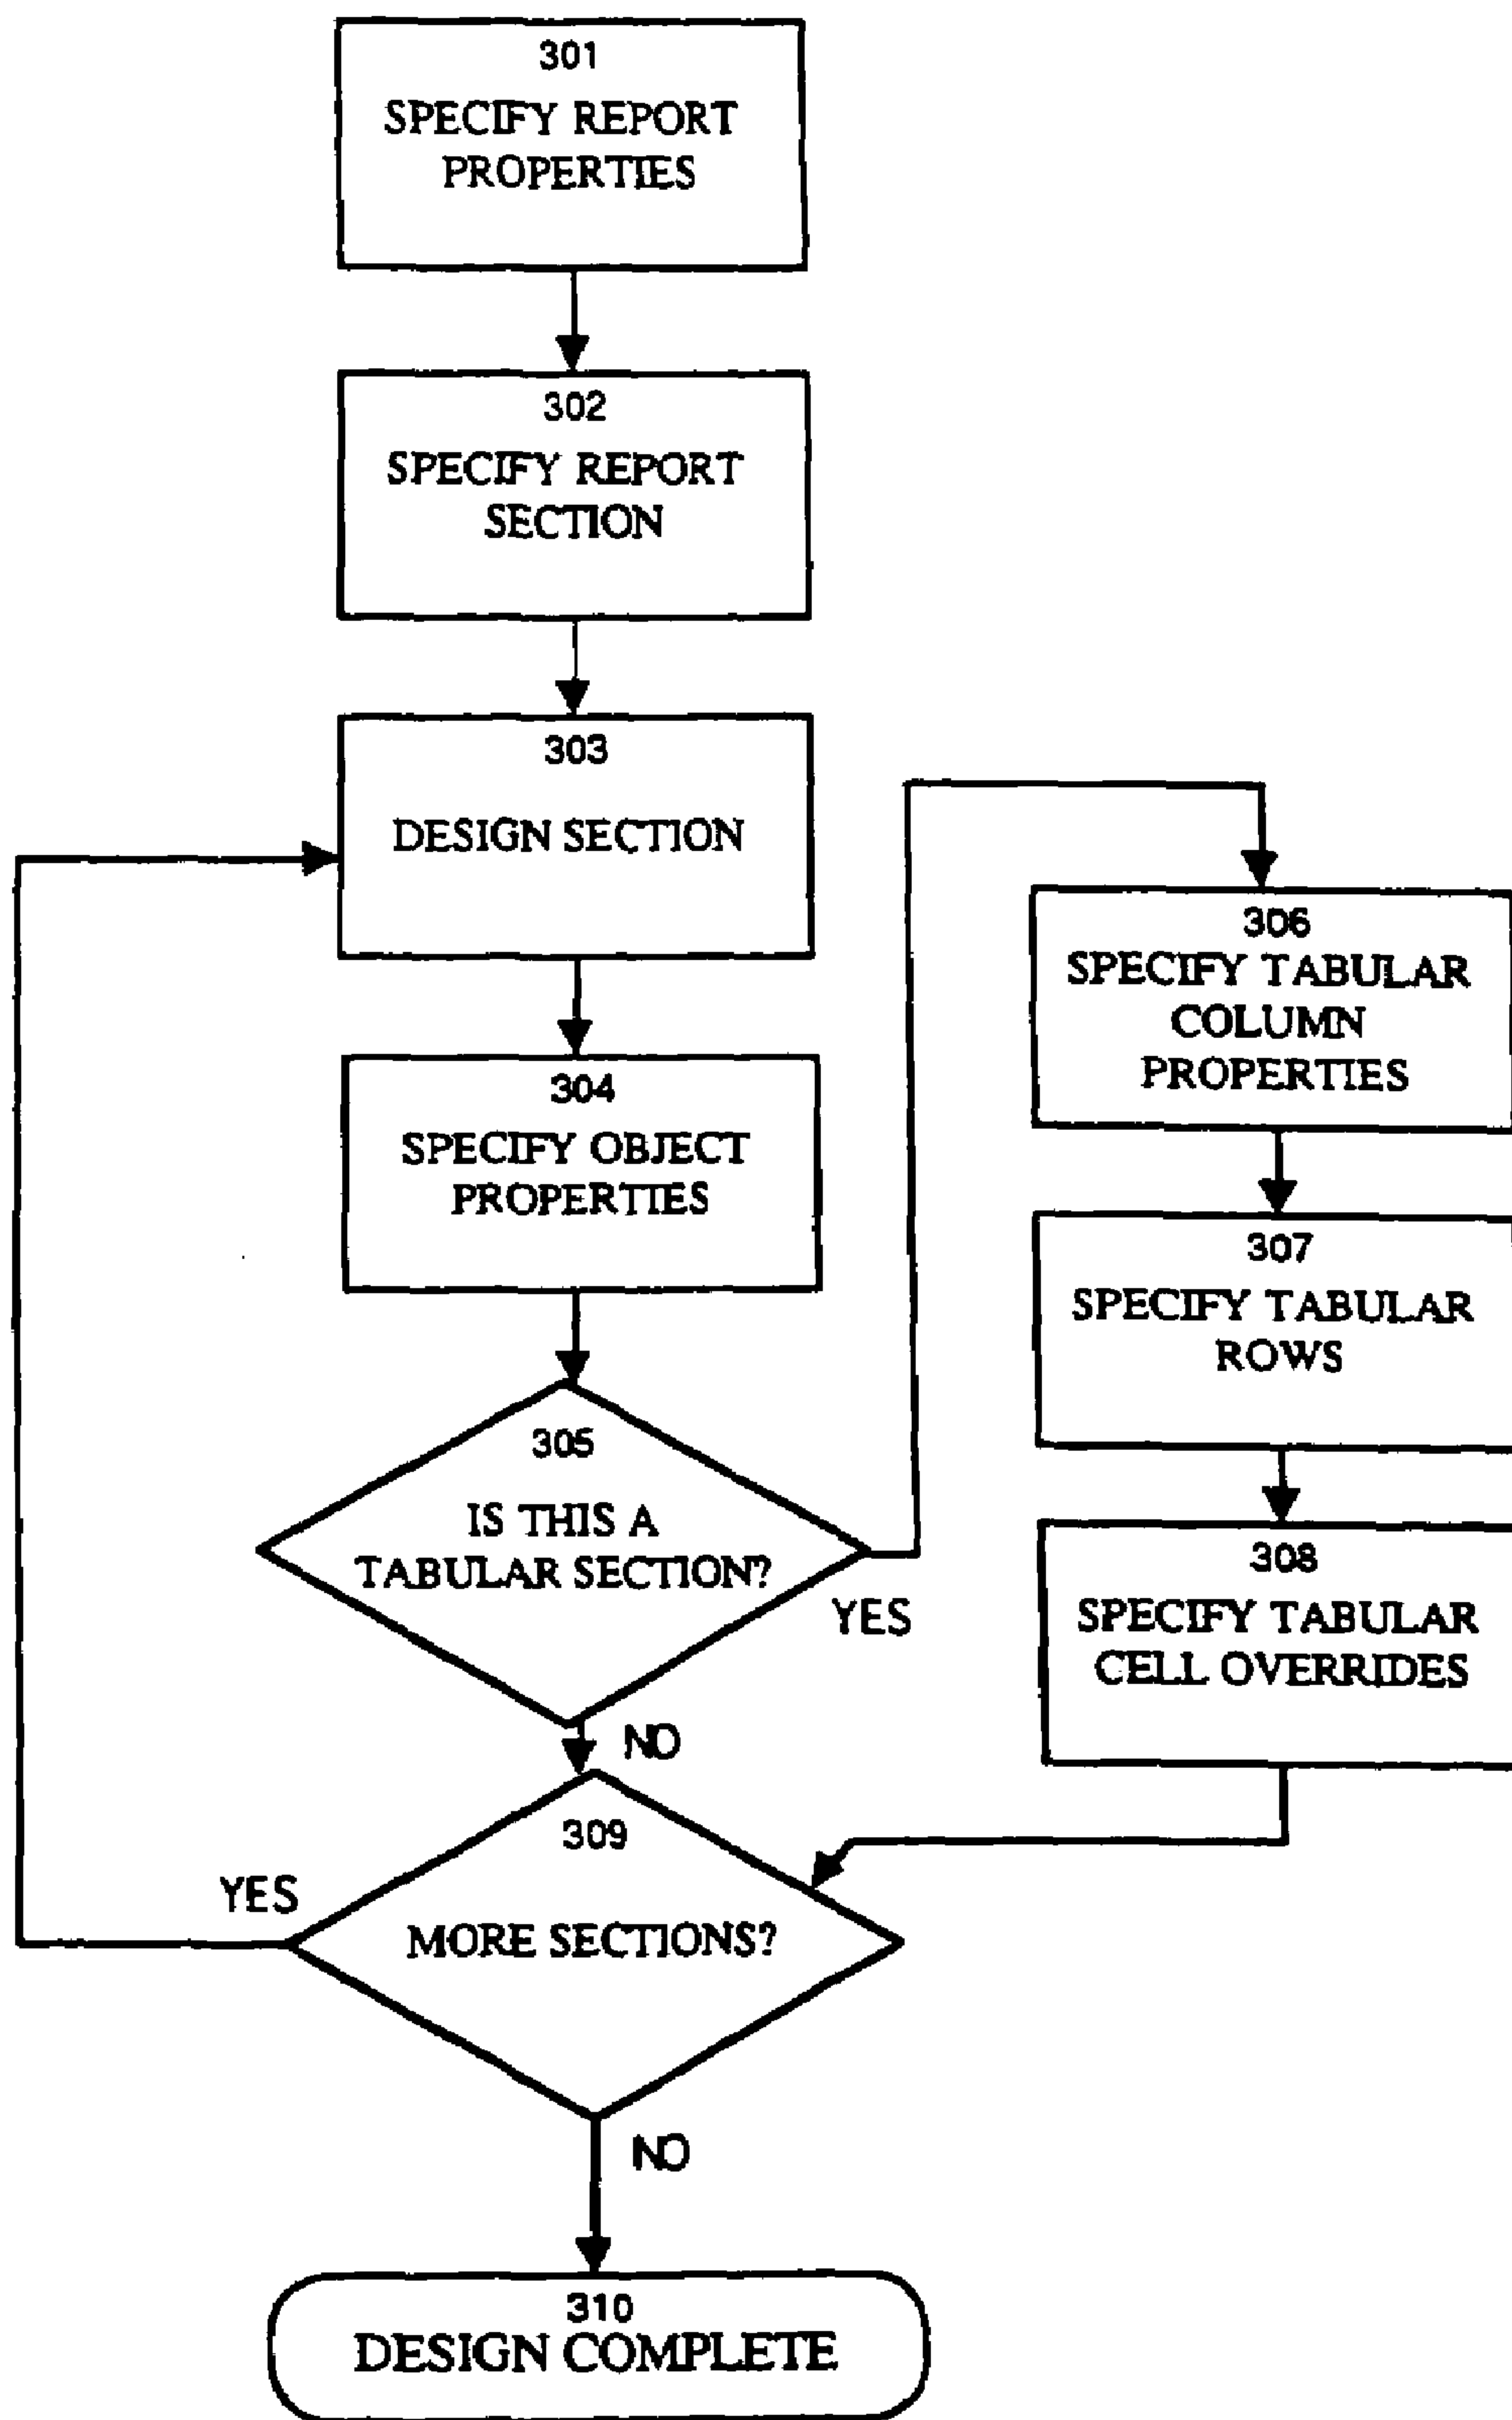 301
SPECIFY REPORT
PROPERTIES
302
SPECIFY REPORT
SECTION
303
DESIGN SECTION
304
SPECIFY OBJECT
PROPERTIES
305
IS THIS A
TABULAR SECTION?
YES
NO
306
SPECIFY TABULAR
COLUMN
PROPERTIES
307
SPECIFY TABULAR
ROWS
308
SPECIFY TABULAR
CELL OVERRIDES
309
MORE SECTIONS?
YES
NO
310
DESIGN COMPLETE